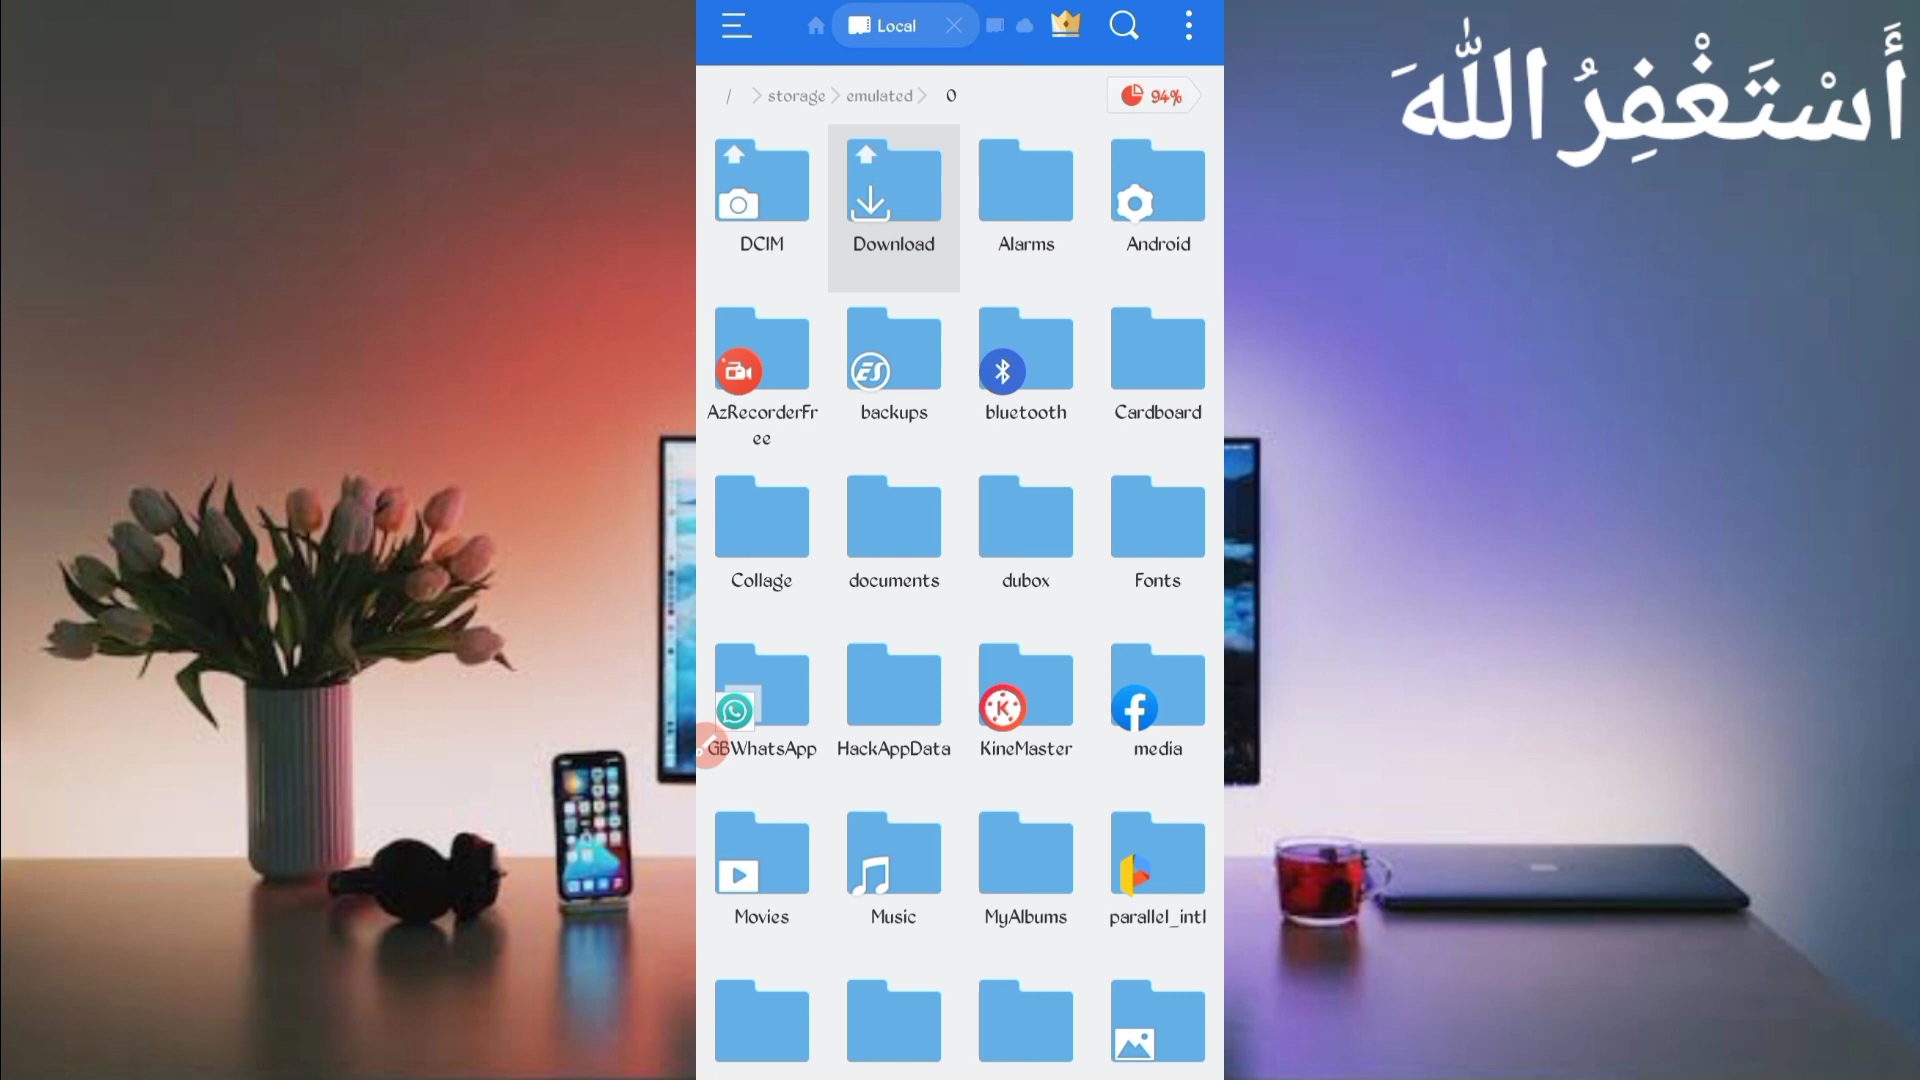 Local
أَسْتَغْفِرُ اللّٰهَ
/ storage emulated 0
94%
DCIM Download Alarms Android
AzRecorderFr
ee
backups bluetooth Cardboard
Collage documents dubox Fonts
GBWhatsApp HackAppData KineMaster media
Movies Music MyAlbums parallel_intl